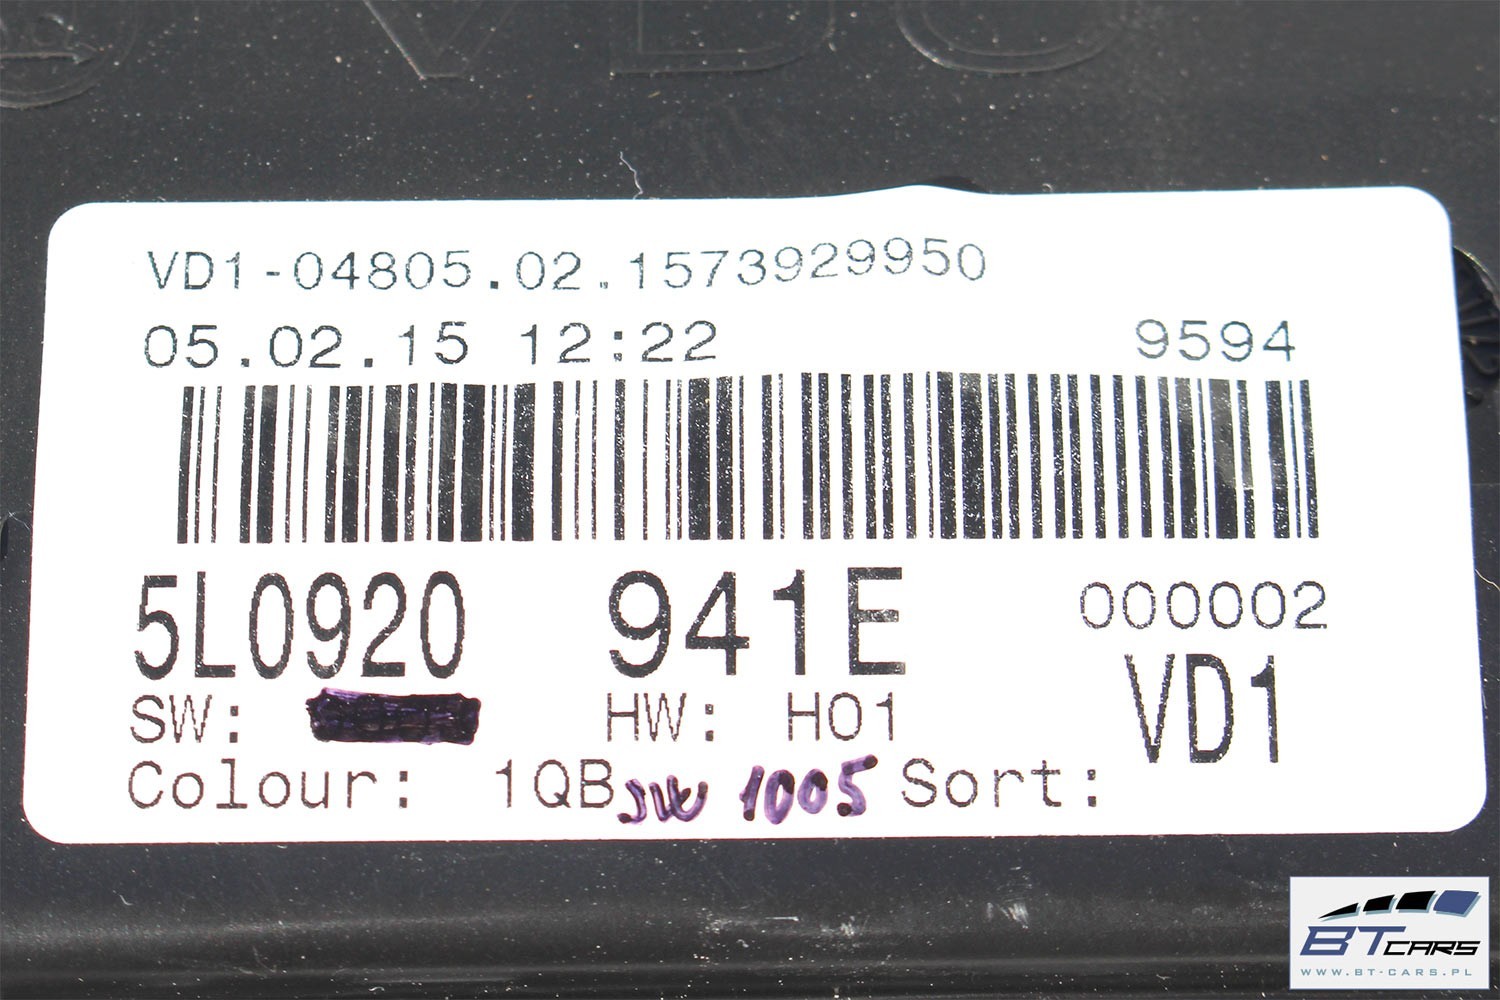 VDO
VD1-04805.02.1573929950
05.02.15 12:22 9594
5L0920 941E 000002
SW: HW: H01 VD1
Colour: 1QB SW 1005 Sort:
BT CARS
WWW.BT-CARS.PL